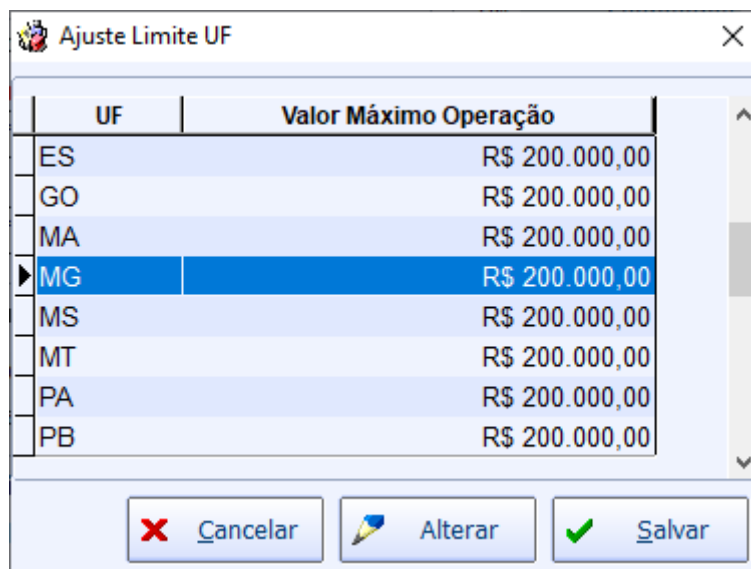 Ajuste Limite UF
UF Valor Máximo Operação
ES R$ 200.000,00
GO R$ 200.000,00
MA R$ 200.000,00
MG R$ 200.000,00
MS R$ 200.000,00
MT R$ 200.000,00
PA R$ 200.000,00
PB R$ 200.000,00
Cancelar Alterar Salvar